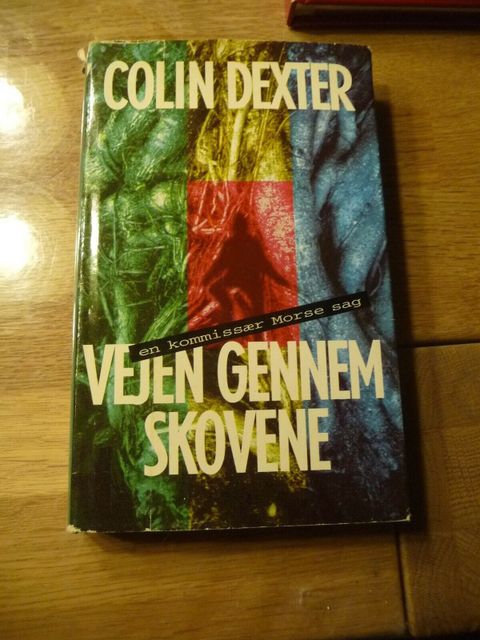 COLIN DEXTER
en kommissær Morse sag
VEJEN GENNEM
SKOVENE